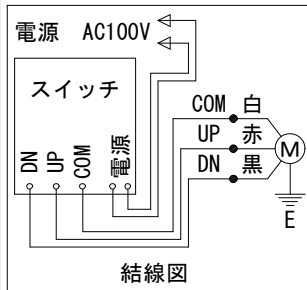 電源 AC100V
スイッチ
DN UP COM 電源
COM 白
UP 赤
DN 黒
M
E
結線図